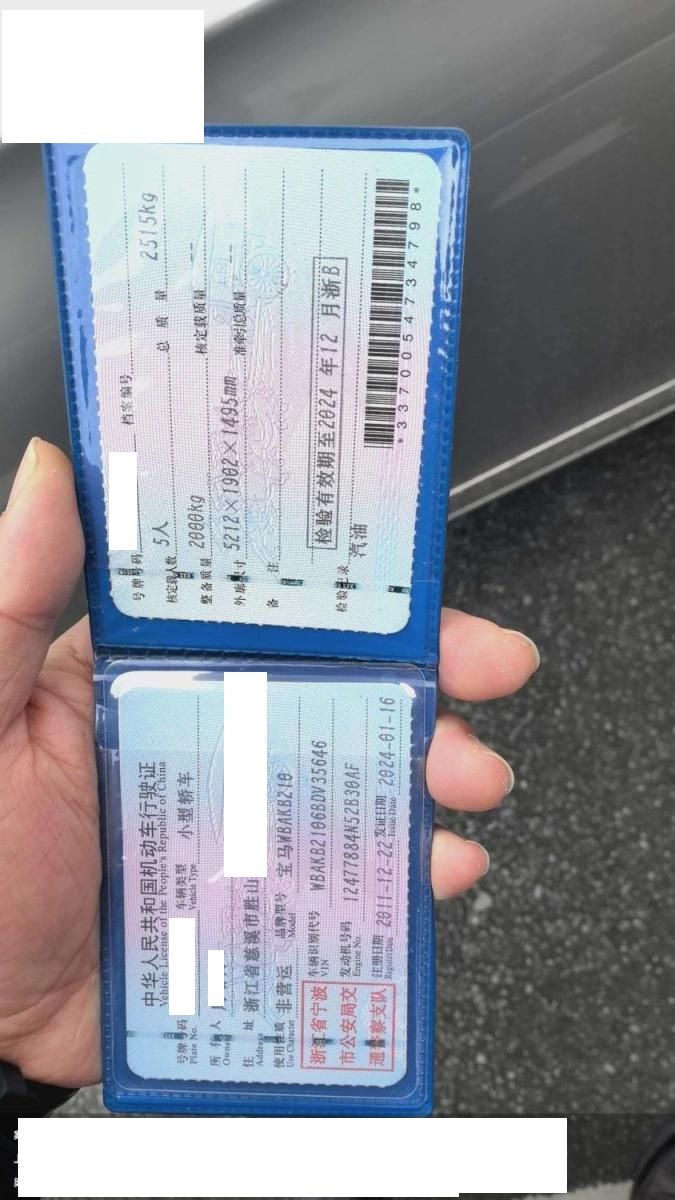 中华人民共和国机动车行驶证
Vehicle License of the People's Republic of China
号牌号码 车辆类型 小型轿车
Plate No. Vehicle Type
所有人
Owner
住 址 浙江省慈溪市胜山
Address
使用性质 非营运 品牌型号 宝马WBAKB210
Use Character Model
浙江省宁波
市公安局交
通警察支队
车辆识别代号 WBAKB2106BDV35646
VIN
发动机号码 12477884N52B30AF
Engine No.
注册日期 2011-12-22 发证日期 2024-01-16
Register Date Issue Date
号牌号码 档案编号
核定载人数 5人 总质量 2515kg
整备质量 2000kg 核定载质量 --
外廓尺寸 5212×1902×1495mm 准牵引总质量 --
备 注
检验有效期至2024年12月浙B
检验记录 汽油
*3370054734798*